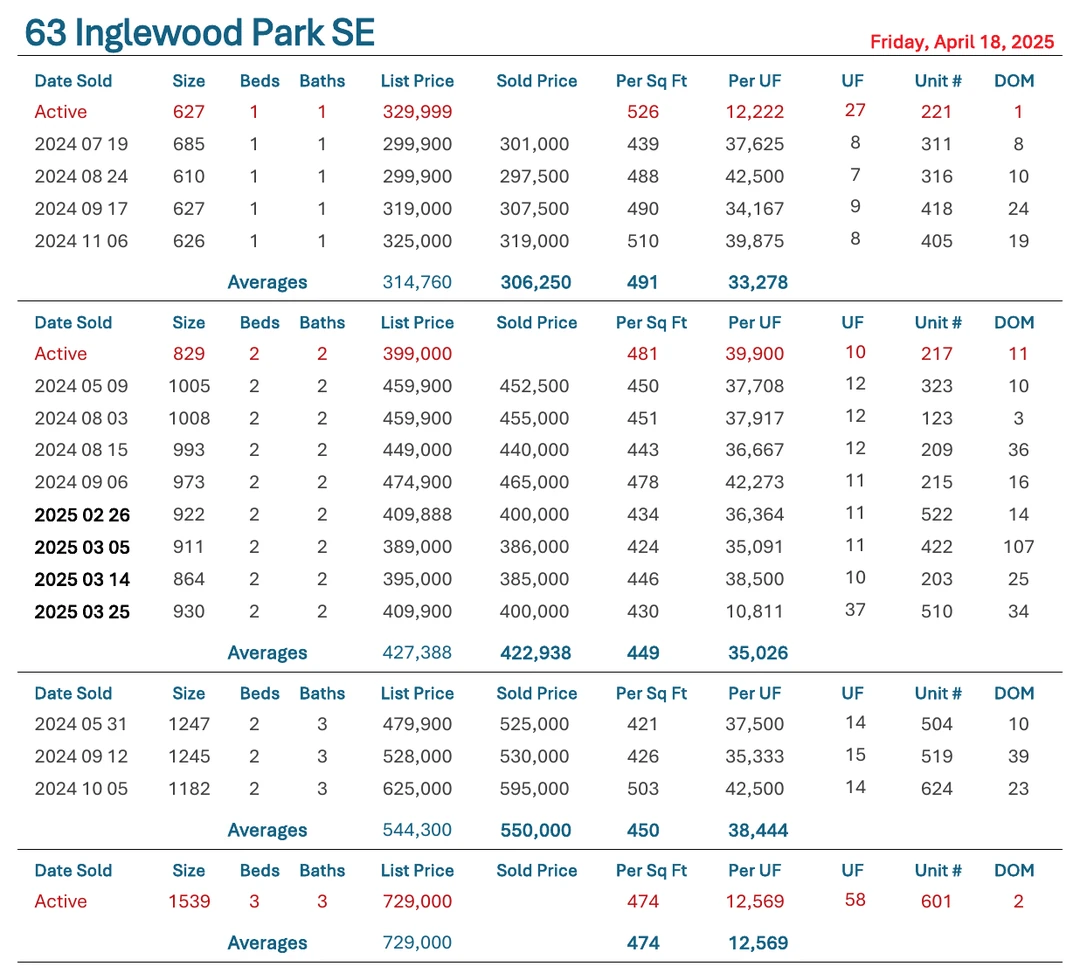 63 Inglewood Park SE
Friday, April 18, 2025
Date Sold Size Beds Baths List Price Sold Price Per Sq Ft Per UF UF Unit # DOM
Active 627 1 1 329,999 526 12,222 27 221 1
2024 07 19 685 1 1 299,900 301,000 439 37,625 8 311 8
2024 08 24 610 1 1 299,900 297,500 488 42,500 7 316 10
2024 09 17 627 1 1 319,000 307,500 490 34,167 9 418 24
2024 11 06 626 1 1 325,000 319,000 510 39,875 8 405 19
Averages 314,760 306,250 491 33,278
Date Sold Size Beds Baths List Price Sold Price Per Sq Ft Per UF UF Unit # DOM
Active 829 2 2 399,000 481 39,900 10 217 11
2024 05 09 1005 2 2 459,900 452,500 450 37,708 12 323 10
2024 08 03 1008 2 2 459,900 455,000 451 37,917 12 123 3
2024 08 15 993 2 2 449,000 440,000 443 36,667 12 209 36
2024 09 06 973 2 2 474,900 465,000 478 42,273 11 215 16
2025 02 26 922 2 2 409,888 400,000 434 36,364 11 522 14
2025 03 05 911 2 2 389,000 386,000 424 35,091 11 422 107
2025 03 14 864 2 2 395,000 385,000 446 38,500 10 203 25
2025 03 25 930 2 2 409,900 400,000 430 10,811 37 510 34
Averages 427,388 422,938 449 35,026
Date Sold Size Beds Baths List Price Sold Price Per Sq Ft Per UF UF Unit # DOM
2024 05 31 1247 2 3 479,900 525,000 421 37,500 14 504 10
2024 09 12 1245 2 3 528,000 530,000 426 35,333 15 519 39
2024 10 05 1182 2 3 625,000 595,000 503 42,500 14 624 23
Averages 544,300 550,000 450 38,444
Date Sold Size Beds Baths List Price Sold Price Per Sq Ft Per UF UF Unit # DOM
Active 1539 3 3 729,000 474 12,569 58 601 2
Averages 729,000 474 12,569